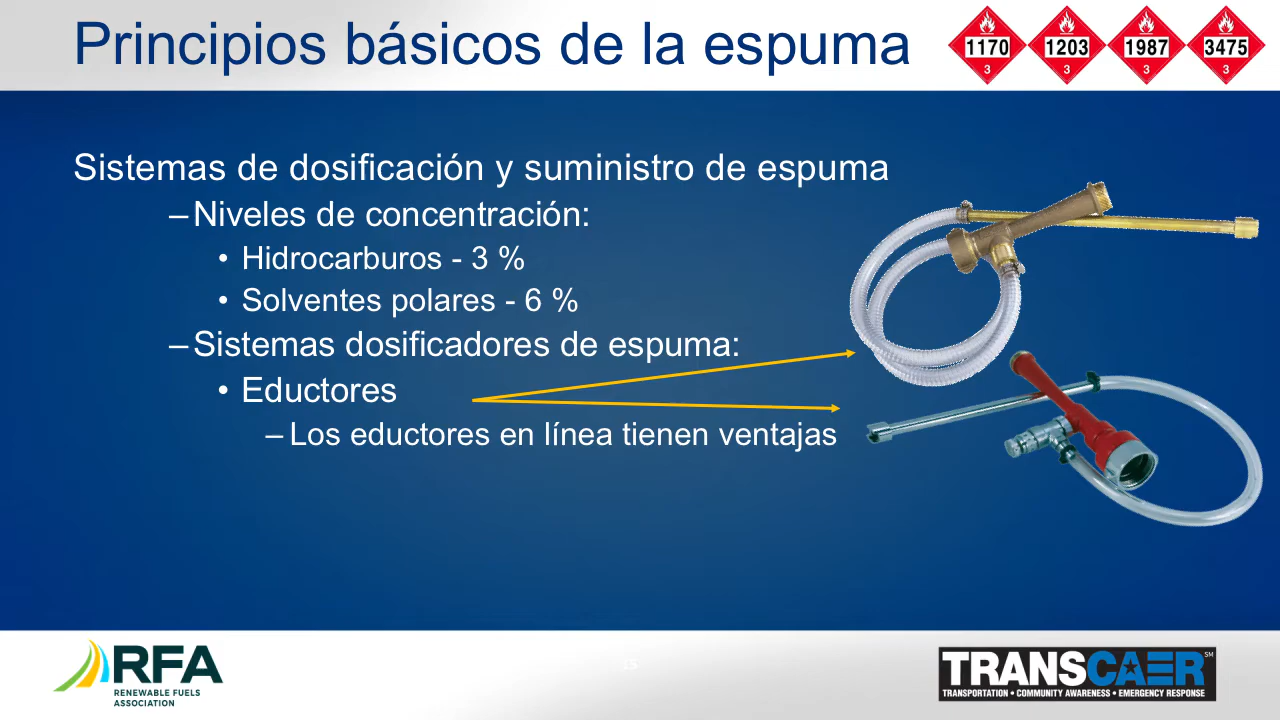 Principios básicos de la espuma
1170
3
1203
3
1987
3
3475
3
Sistemas de dosificación y suministro de espuma
–Niveles de concentración:
• Hidrocarburos - 3 %
• Solventes polares - 6 %
–Sistemas dosificadores de espuma:
• Eductores
– Los eductores en línea tienen ventajas
RFA
RENEWABLE FUELS
ASSOCIATION
15
TRANSCAER SM
TRANSPORTATION • COMMUNITY AWARENESS • EMERGENCY RESPONSE